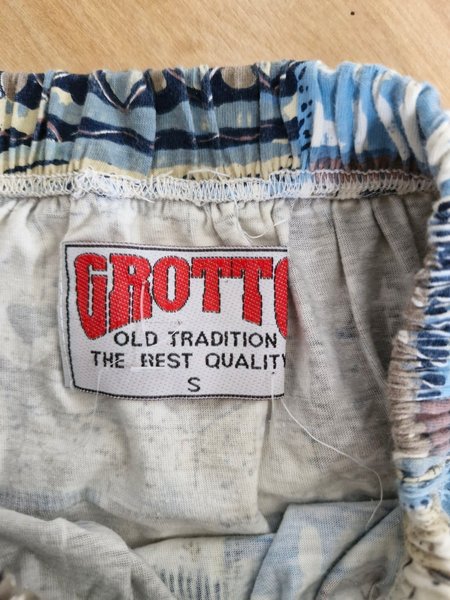 GROTTO
OLD TRADITION
THE BEST QUALITY
S